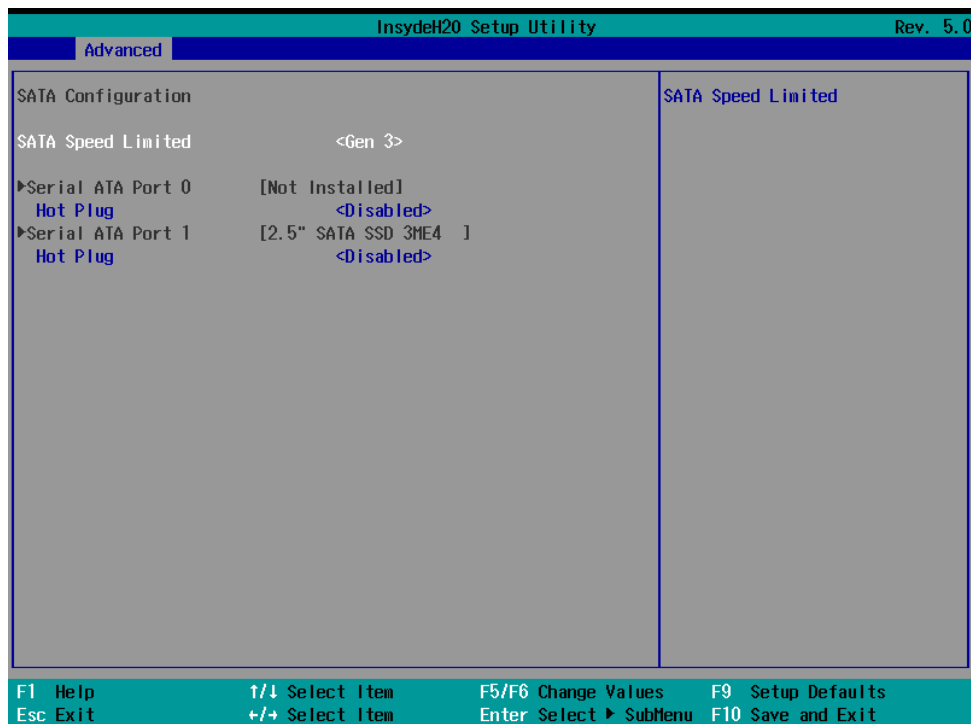 InsydeH20 Setup Utility Rev. 5.0
Advanced
SATA Configuration SATA Speed Limited
SATA Speed Limited <Gen 3>
▶Serial ATA Port 0 [Not Installed]
Hot Plug <Disabled>
▶Serial ATA Port 1 [2.5" SATA SSD 3ME4 ]
Hot Plug <Disabled>
F1 Help ↑/↓ Select Item F5/F6 Change Values F9 Setup Defaults
Esc Exit ←/→ Select Item Enter Select ▶ SubMenu F10 Save and Exit